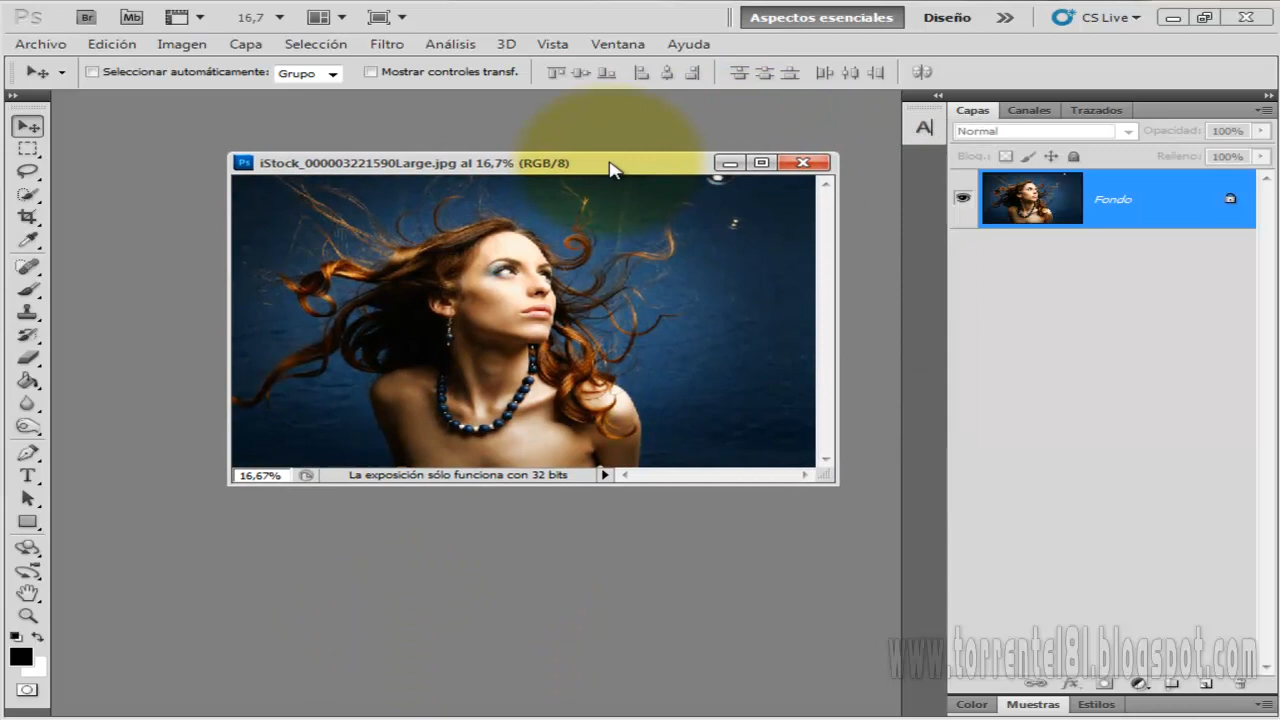 Ps Br Mb 16,7 Aspectos esenciales Diseño CS Live
Archivo Edición Imagen Capa Selección Filtro Análisis 3D Vista Ventana Ayuda
Seleccionar automáticamente: Grupo Mostrar controles transf.
Capas Canales Trazados
Normal Opacidad: 100%
Bloq.: Relleno: 100%
Fondo
Ps iStock_000003221590Large.jpg al 16,7% (RGB/8)
16,67% La exposición sólo funciona con 32 bits
www.torrentel8l.blogspot.com
Color Muestras Estilos